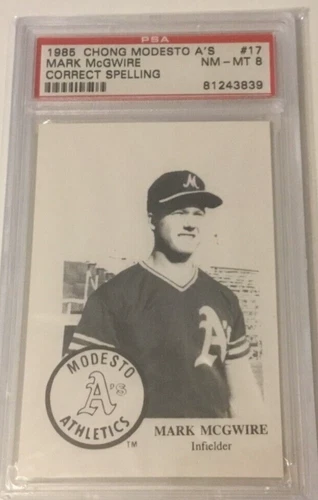 PSA
1985 CHONG MODESTO A'S #17
MARK McGWIRE NM - MT 8
CORRECT SPELLING 81243839
M
A's
MODESTO
A's
ATHLETICS
TM
MARK MCGWIRE
Infielder